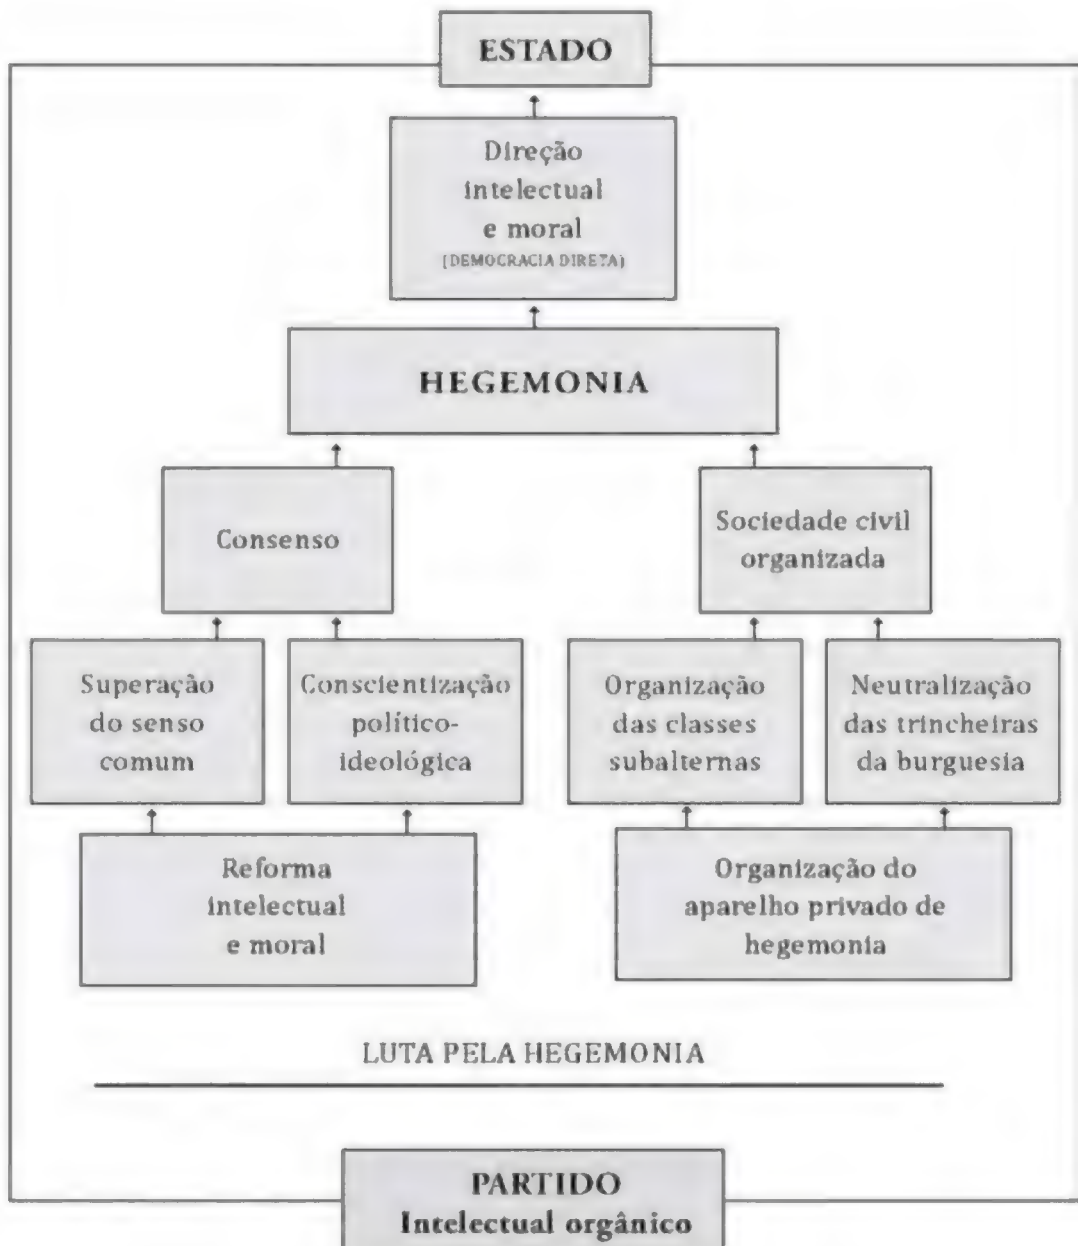 ESTADO
Direção
intelectual
e moral
(DEMOCRACIA DIRETA)
HEGEMONIA
Consenso
Sociedade civil
organizada
Superação
do senso
comum
Conscientização
político-
ideológica
Organização
das classes
subalternas
Neutralização
das trincheiras
da burguesia
Reforma
intelectual
e moral
Organização do
aparelho privado de
hegemonia
LUTA PELA HEGEMONIA
PARTIDO
Intelectual orgânico